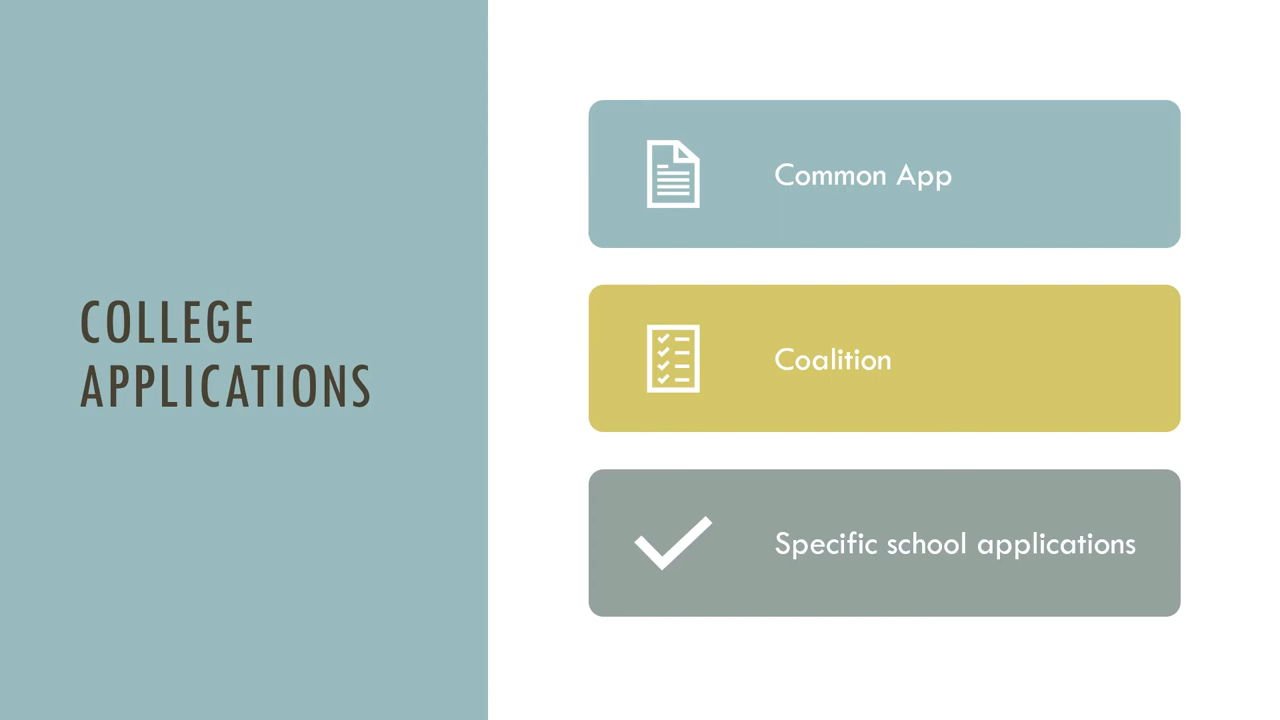 COLLEGE
APPLICATIONS
Common App
Coalition
Specific school applications